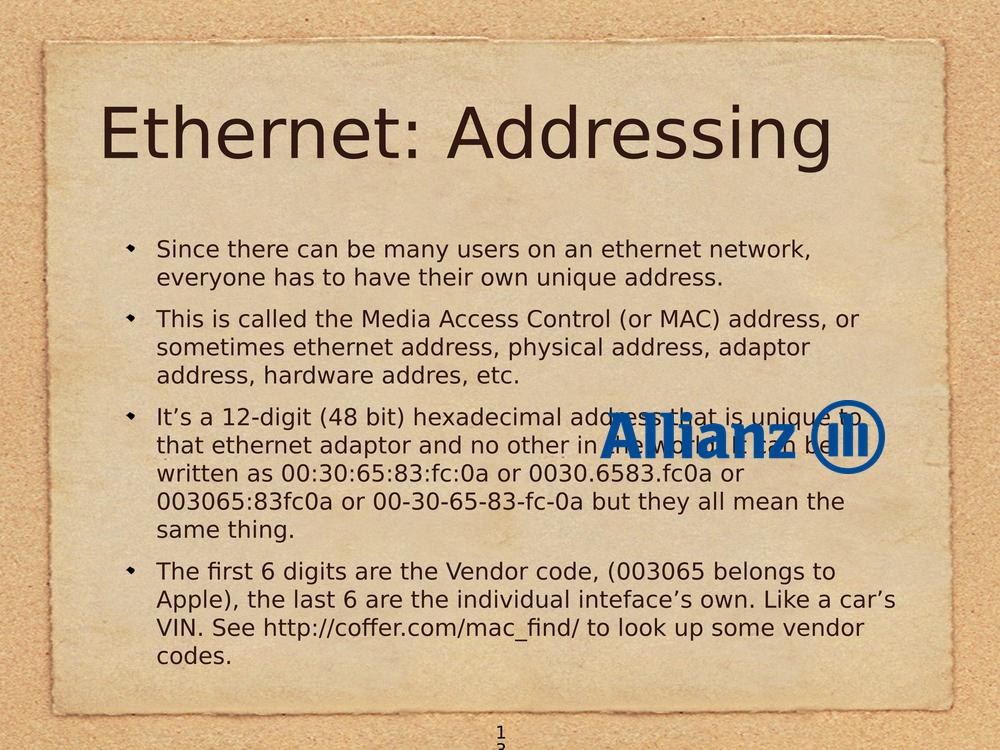 Ethernet: Addressing
Since there can be many users on an ethernet network,
everyone has to have their own unique address.
This is called the Media Access Control (or MAC) address, or
sometimes ethernet address, physical address, adaptor
address, hardware addres, etc.
It’s a 12-digit (48 bit) hexadecimal address that is unique to
that ethernet adaptor and no other in the world. It can be
written as 00:30:65:83:fc:0a or 0030.6583.fc0a or
003065:83fc0a or 00-30-65-83-fc-0a but they all mean the
same thing.
Allianz
The first 6 digits are the Vendor code, (003065 belongs to
Apple), the last 6 are the individual inteface’s own. Like a car’s
VIN. See http://coffer.com/mac_find/ to look up some vendor
codes.
1
3